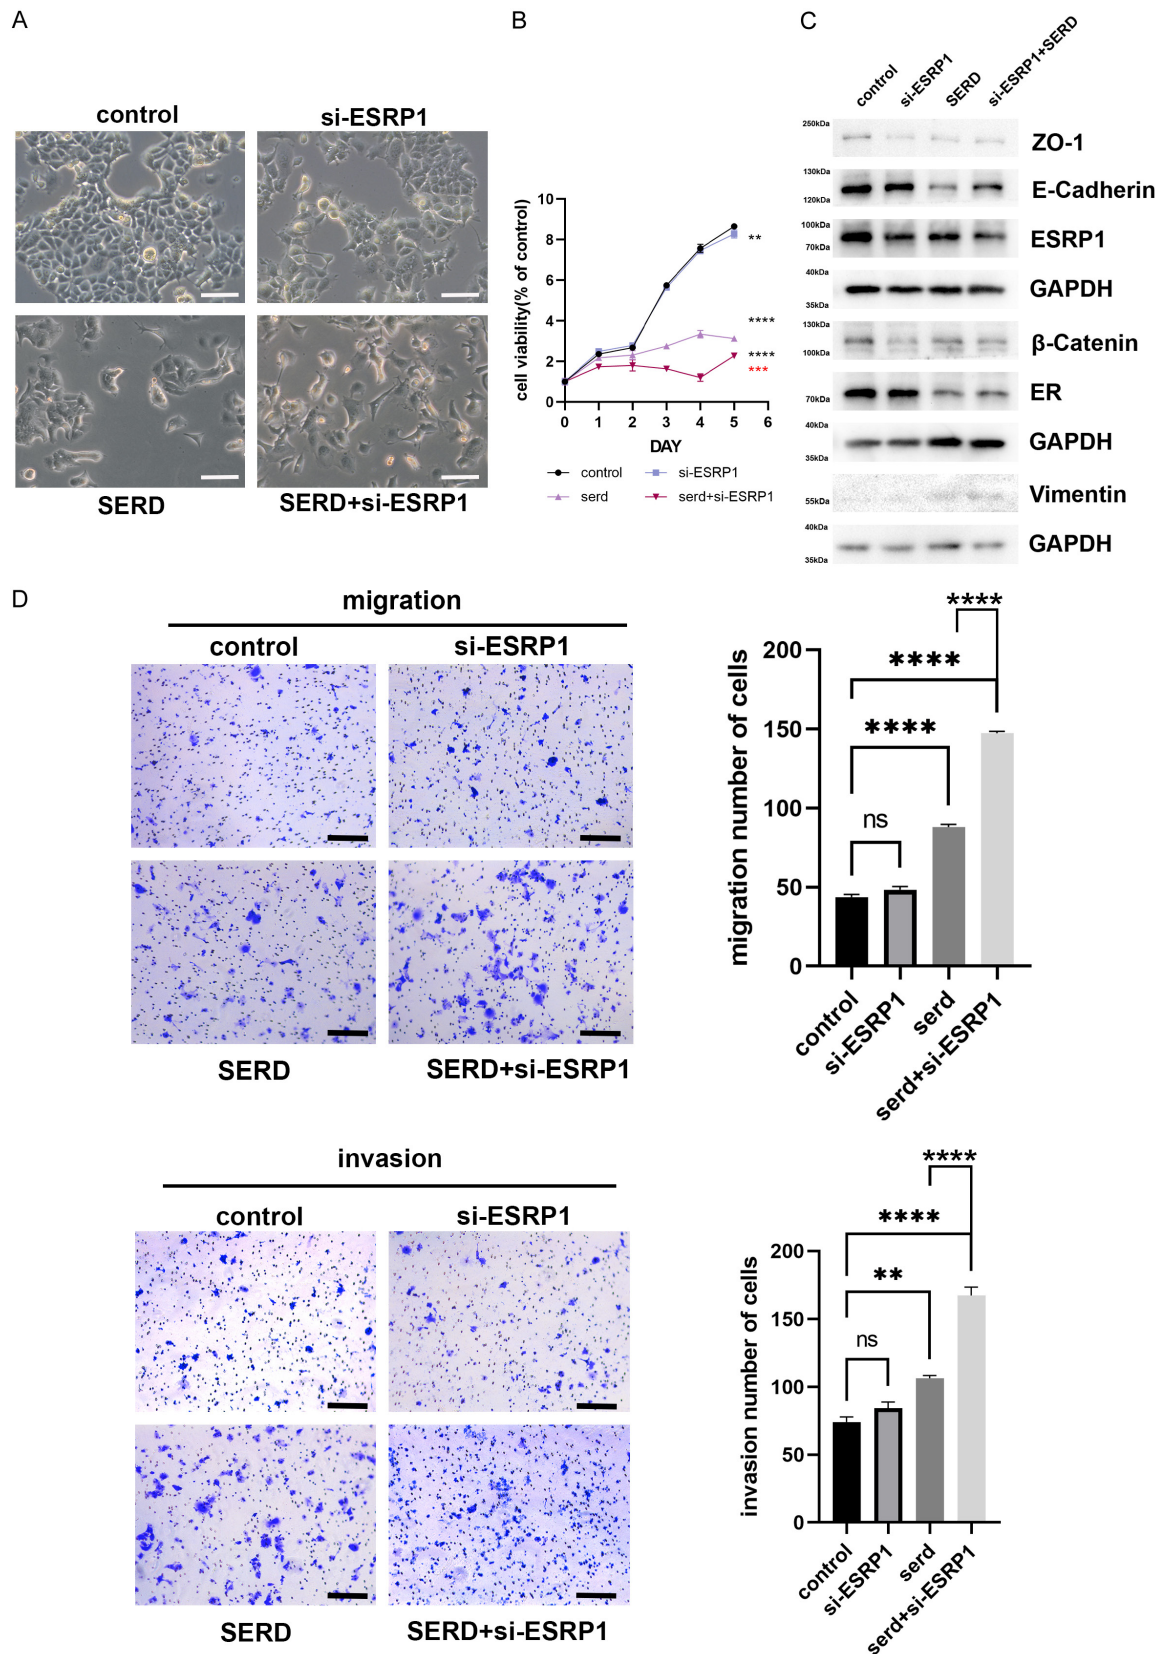 A
control
si-ESRP1
SERD
SERD+si-ESRP1
B
cell viability(% of control)
10
8
6
4
2
0
0 1 2 3 4 5 6
DAY
**
****
****
***
control
si-ESRP1
serd
serd+si-ESRP1
C
control
si-ESRP1
SERD
si-ESRP1+SERD
250kDa
ZO-1
130kDa
120kDa
E-Cadherin
100kDa
70kDa
ESRP1
40kDa
35kDa
GAPDH
130kDa
100kDa
β-Catenin
70kDa
ER
40kDa
35kDa
GAPDH
55kDa
Vimentin
40kDa
35kDa
GAPDH
D
migration
control
si-ESRP1
SERD
SERD+si-ESRP1
migration number of cells
200
150
100
50
0
ns
****
****
****
control
si-ESRP1
serd
serd+si-ESRP1
invasion
control
si-ESRP1
SERD
SERD+si-ESRP1
invasion number of cells
200
150
100
50
0
ns
**
****
****
control
si-ESRP1
serd
serd+si-ESRP1